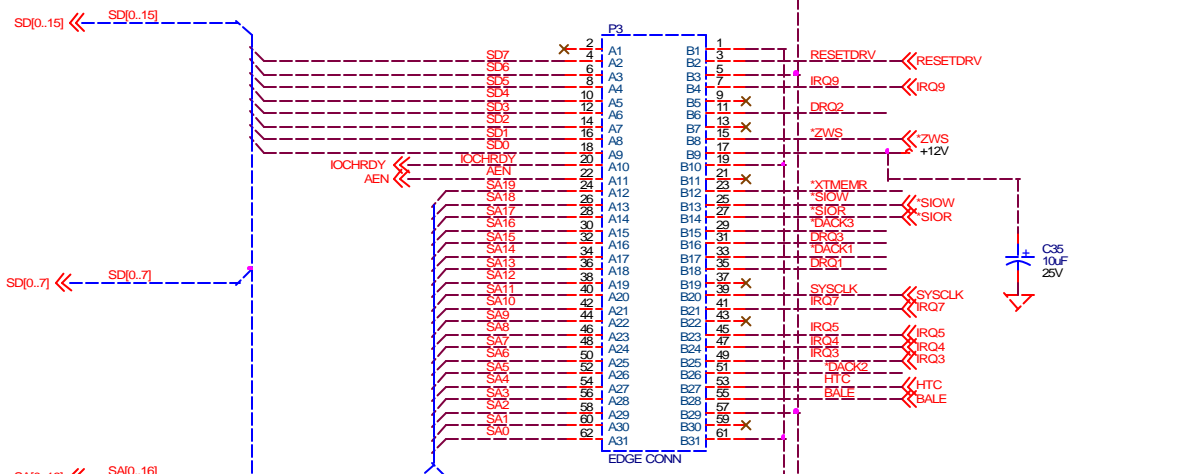 SD[0..15] SD[0..15]
P3
2 A1 B1 1
SD7 4 A2 B2 3 RESETDRV RESETDRV
SD6 6 A3 B3 5
SD5 8 A4 B4 7 IRQ9 IRQ9
SD4 10 A5 B5 9
SD3 12 A6 B6 11 DRQ2
SD2 14 A7 B7 13
SD1 16 A8 B8 15 *ZWS *ZWS
SD0 18 A9 B9 17 +12V
IOCHRDY IOCHRDY 20 A10 B10 19
AEN AEN 22 A11 B11 21
SA19 24 A12 B12 23 *XTMEMR
SA18 26 A13 B13 25 *SIOW *SIOW
SA17 28 A14 B14 27 *SIOR *SIOR
SA16 30 A15 B15 29 *DACK3
SA15 32 A16 B16 31 DRQ3
SA14 34 A17 B17 33 *DACK1
SA13 36 A18 B18 35 DRQ1
SA12 38 A19 B19 37
SA11 40 A20 B20 39 SYSCLK SYSCLK
SA10 42 A21 B21 41 IRQ7 IRQ7
SA9 44 A22 B22 43
SA8 46 A23 B23 45 IRQ5 IRQ5
SA7 48 A24 B24 47 IRQ4 IRQ4
SA6 50 A25 B25 49 IRQ3 IRQ3
SA5 52 A26 B26 51 *DACK2
SA4 54 A27 B27 53 HTC HTC
SA3 56 A28 B28 55 BALE BALE
SA2 58 A29 B29 57
SA1 60 A30 B30 59
SA0 62 A31 B31 61
EDGE CONN
C35
10uF
25V
+
SD[0..7] SD[0..7]
SA[0..16]